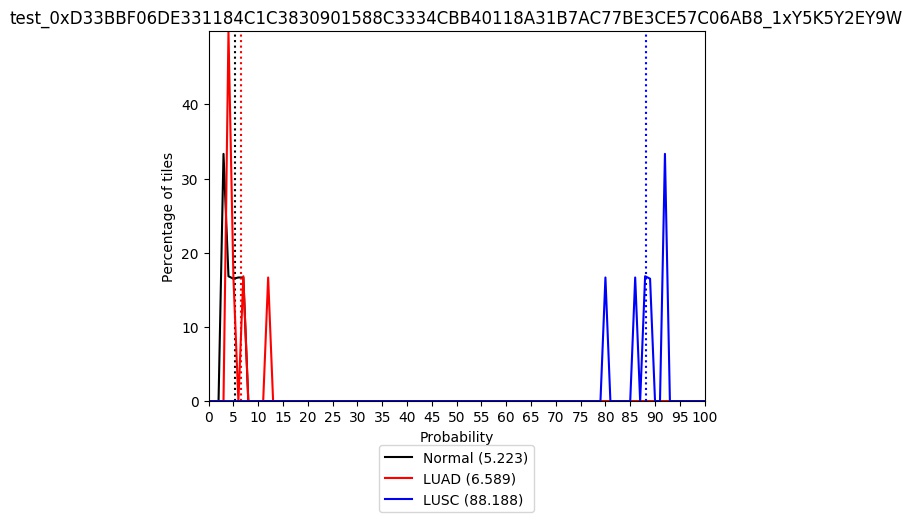 test_0xD33BBF06DE331184C1C3830901588C3334CBB40118A31B7AC77BE3CE57C06AB8_1xY5K5Y2EY9W
Percentage of tiles
40
30
20
10
0
0 5 10 15 20 25 30 35 40 45 50 55 60 65 70 75 80 85 90 95 100
Probability
Normal (5.223)
LUAD (6.589)
LUSC (88.188)